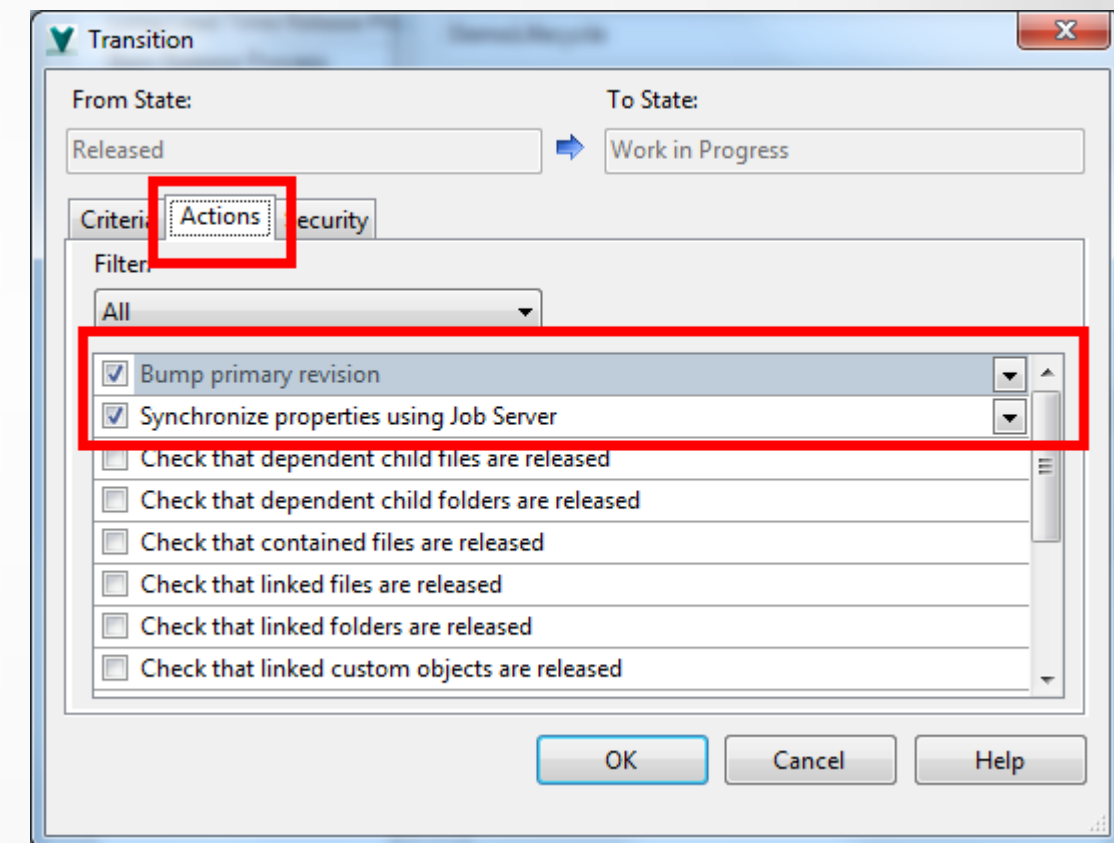 Transition
From State:
To State:
Released
Work in Progress
Criteria
Actions
Security
Filter:
All
Bump primary revision
Synchronize properties using Job Server
Check that dependent child files are released
Check that dependent child folders are released
Check that contained files are released
Check that linked files are released
Check that linked folders are released
Check that linked custom objects are released
OK
Cancel
Help